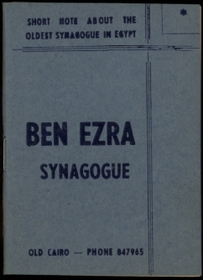 SHORT NOTE ABOUT THE
OLDEST SYNAGOGUE IN EGYPT
BEN EZRA
SYNAGOGUE
OLD CAIRO — PHONE 847965